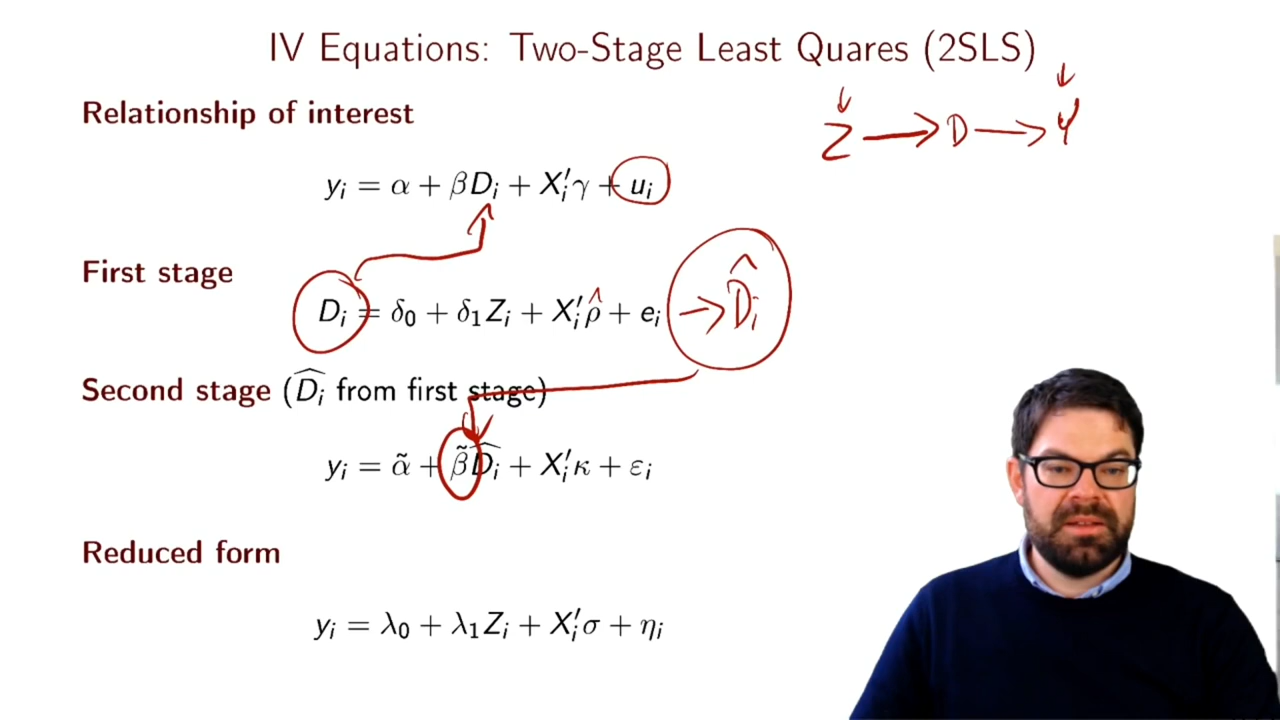 IV Equations: Two-Stage Least Quares (2SLS)
Z → D → Y
Relationship of interest
yᵢ = α + βDᵢ + Xᵢ′γ + uᵢ
First stage
Dᵢ = δ₀ + δ₁Zᵢ + Xᵢ′ρ̂ + eᵢ → D̂ᵢ
Second stage (D̂ᵢ from first stage)
yᵢ = α̃ + β̃D̂ᵢ + Xᵢ′κ + εᵢ
Reduced form
yᵢ = λ₀ + λ₁Zᵢ + Xᵢ′σ + ηᵢ